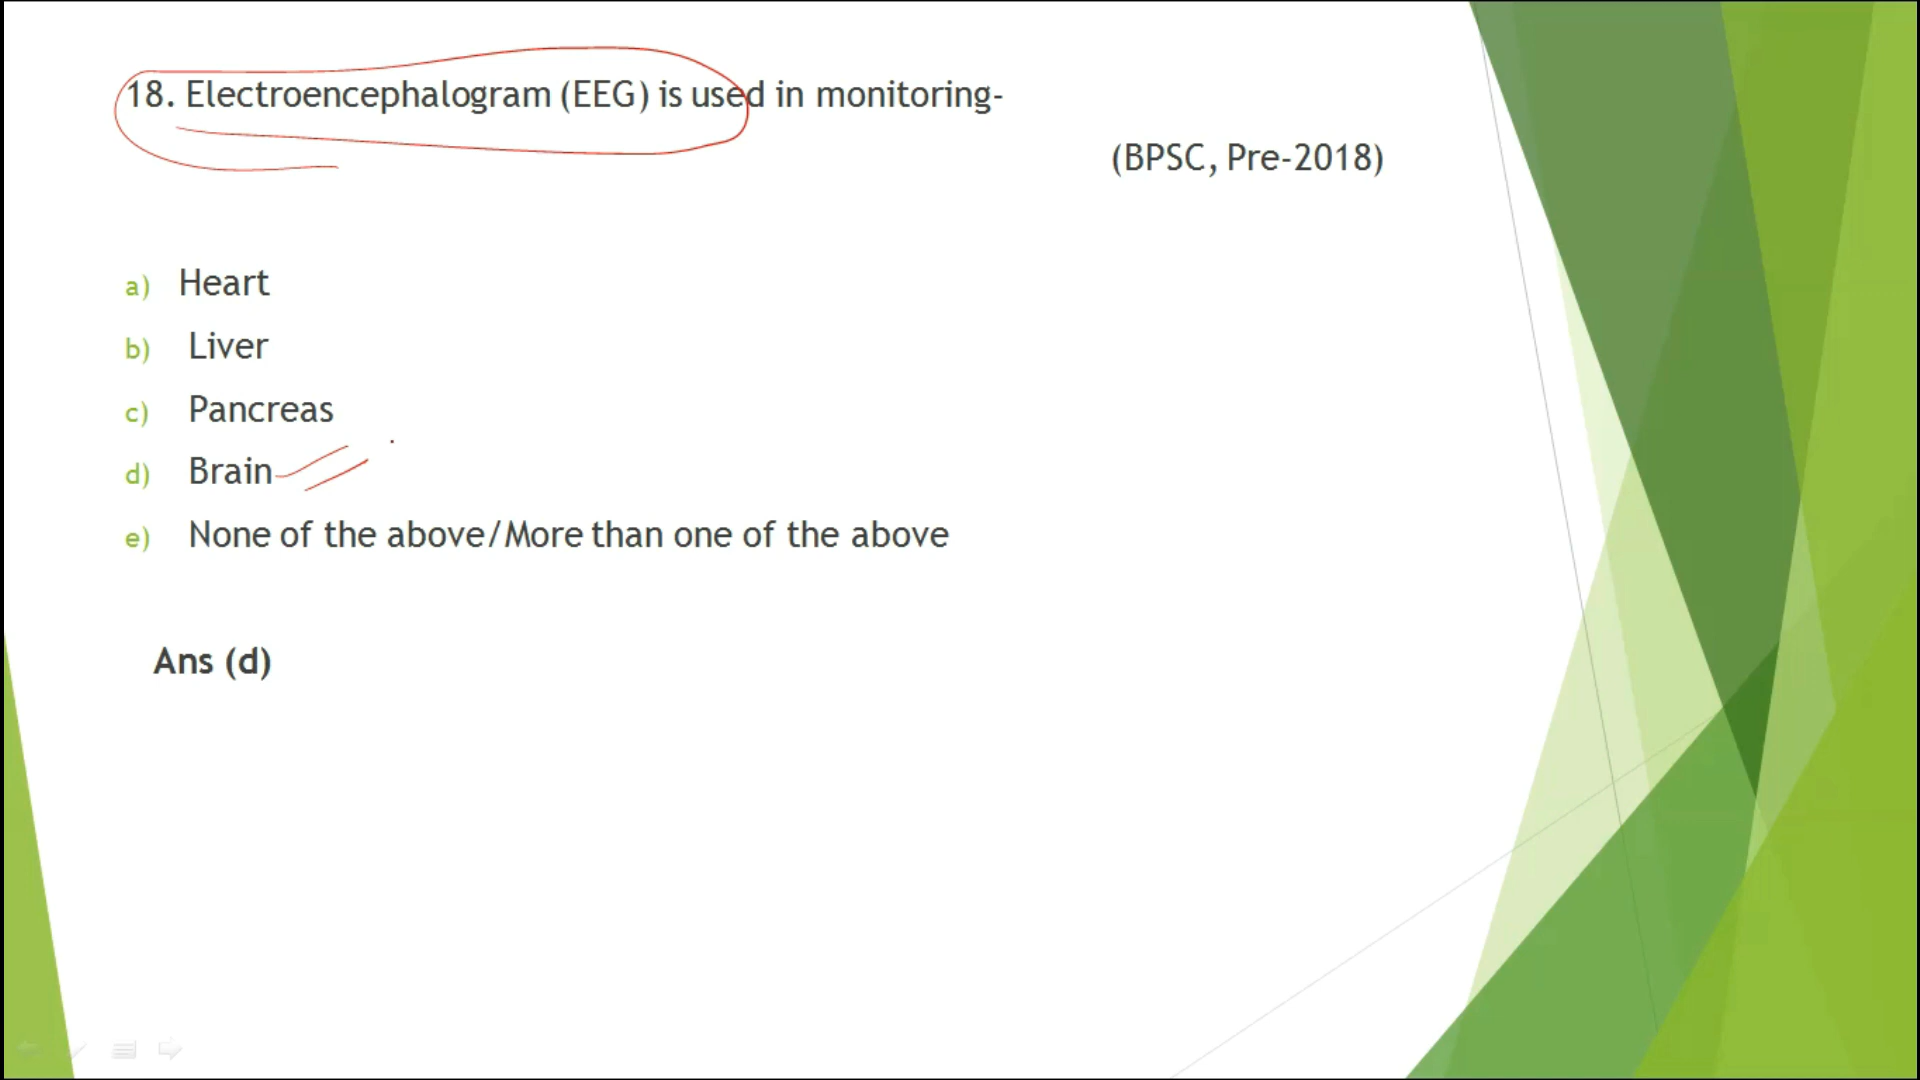 18. Electroencephalogram (EEG) is used in monitoring-
(BPSC, Pre-2018)
a) Heart
b) Liver
c) Pancreas
d) Brain
e) None of the above/More than one of the above
Ans (d)